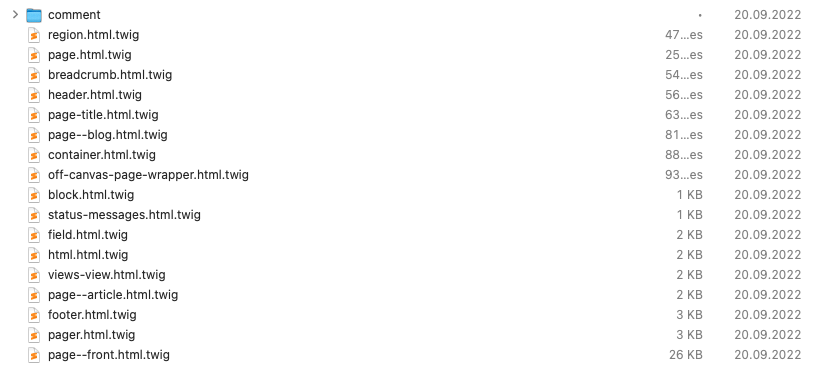 comment • 20.09.2022
region.html.twig 47...es 20.09.2022
page.html.twig 25...es 20.09.2022
breadcrumb.html.twig 54...es 20.09.2022
header.html.twig 56...es 20.09.2022
page-title.html.twig 63...es 20.09.2022
page--blog.html.twig 81...es 20.09.2022
container.html.twig 88...es 20.09.2022
off-canvas-page-wrapper.html.twig 93...es 20.09.2022
block.html.twig 1 KB 20.09.2022
status-messages.html.twig 1 KB 20.09.2022
field.html.twig 2 KB 20.09.2022
html.html.twig 2 KB 20.09.2022
views-view.html.twig 2 KB 20.09.2022
page--article.html.twig 2 KB 20.09.2022
footer.html.twig 3 KB 20.09.2022
pager.html.twig 3 KB 20.09.2022
page--front.html.twig 26 KB 20.09.2022